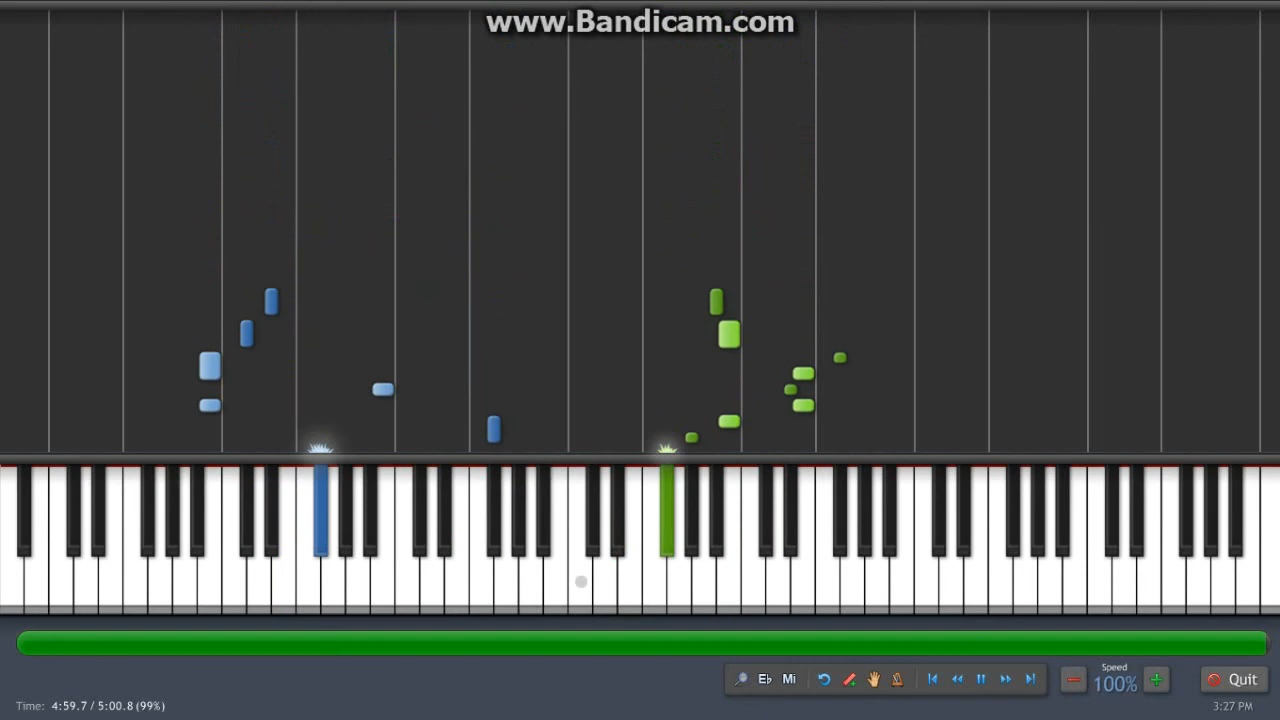 www.Bandicam.com
Speed
Eb Mi 100% Quit
Time: 4:59.7 / 5:00.8 (99%) 3:27 PM